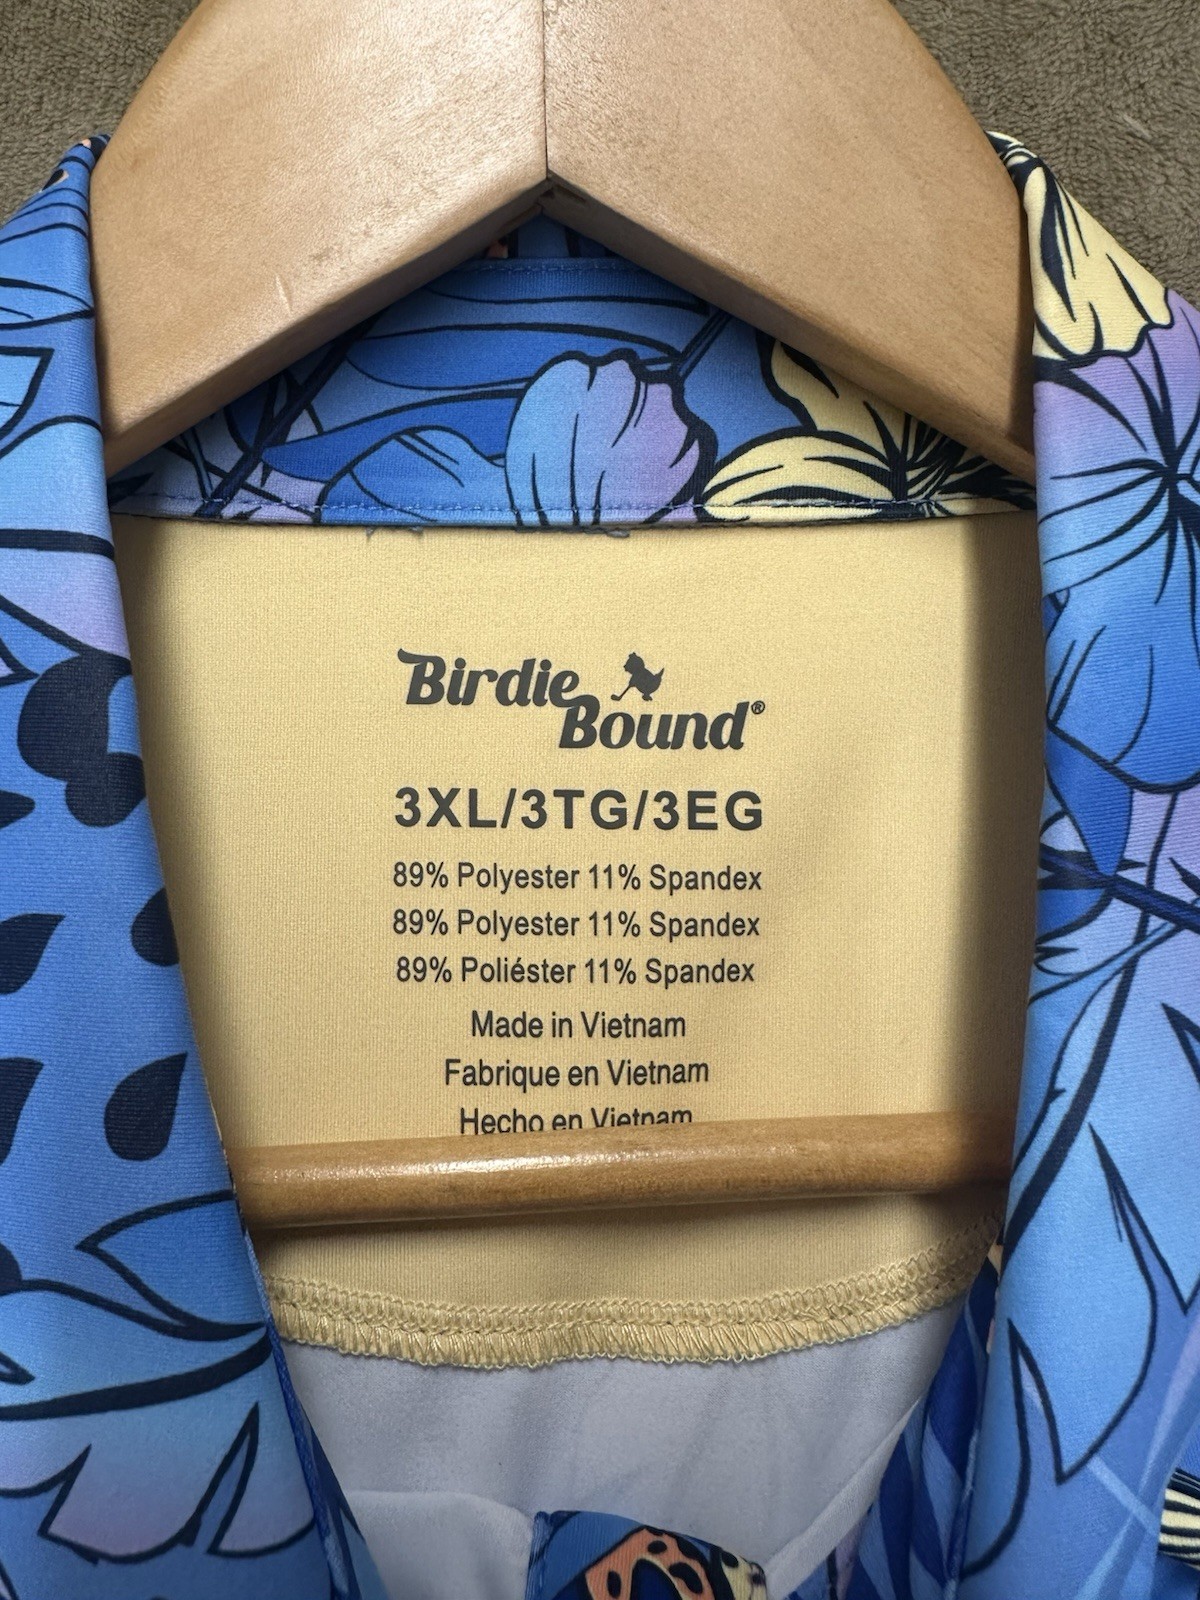 Birdie
Bound®
3XL/3TG/3EG
89% Polyester 11% Spandex
89% Polyester 11% Spandex
89% Poliéster 11% Spandex
Made in Vietnam
Fabrique en Vietnam
Hecho en Vietnam